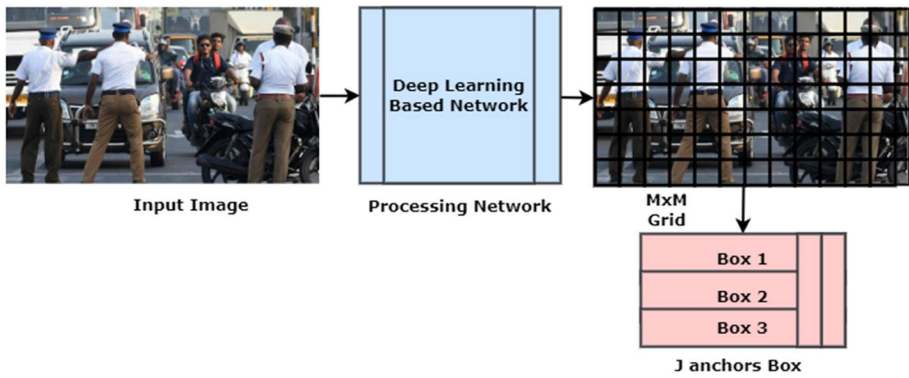 Deep Learning
Based Network
Input Image
Processing Network
MxM
Grid
Box 1
Box 2
Box 3
J anchors Box